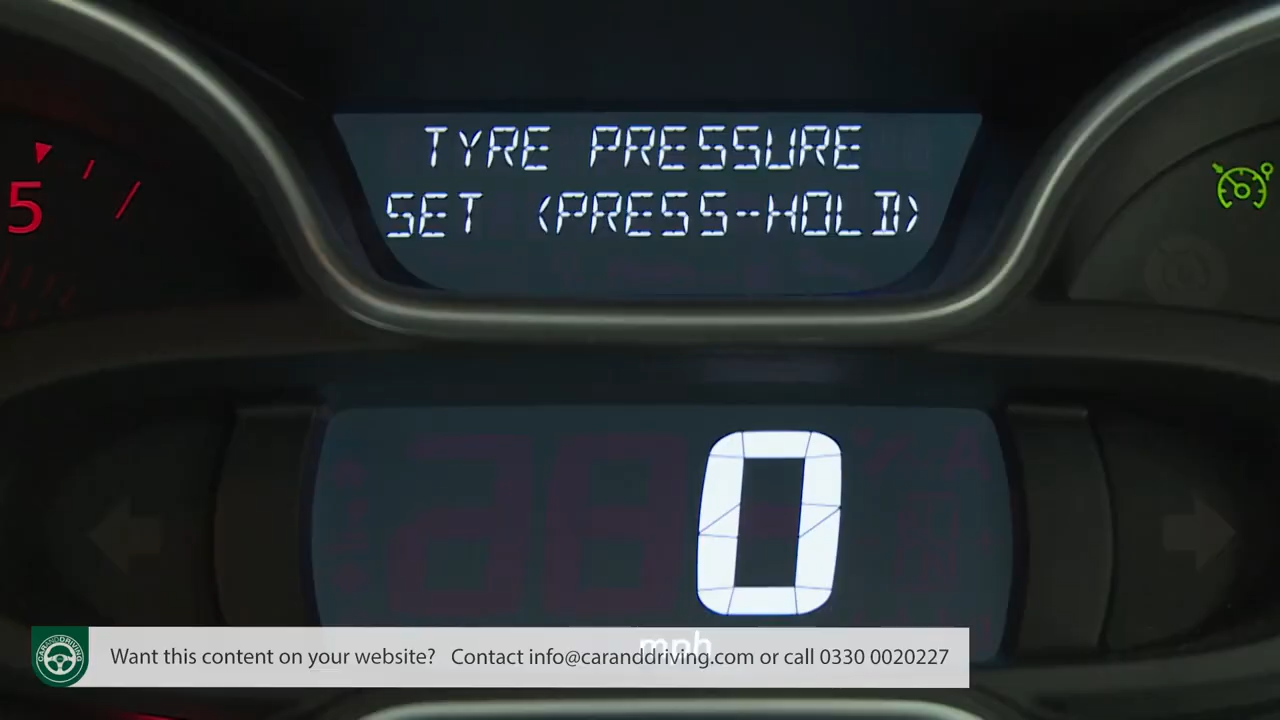 TYRE PRESSURE
SET (PRESS-HOLD)
5
0
mph
CARANDDRIVING
Want this content on your website? Contact info@caranddriving.com or call 0330 0020227